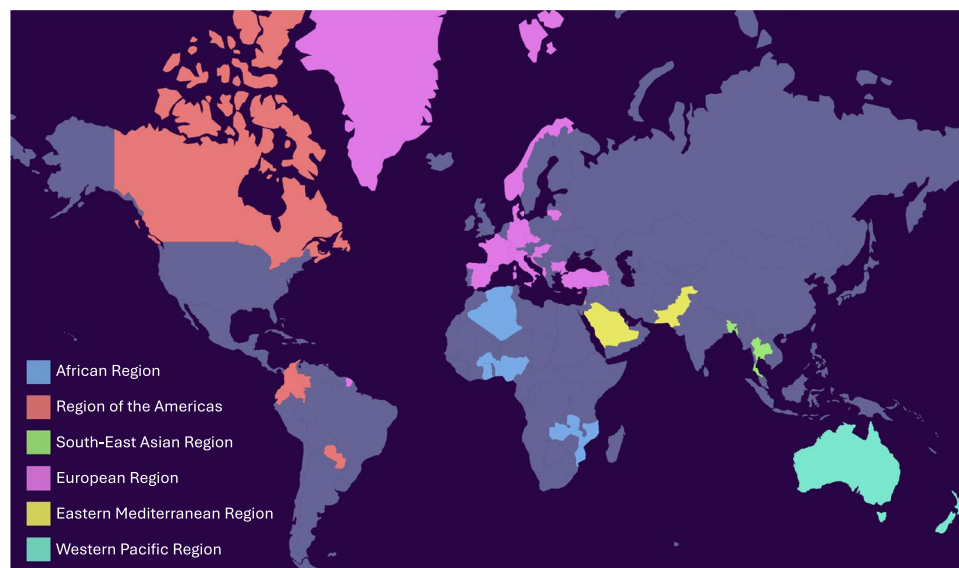 African Region
Region of the Americas
South-East Asian Region
European Region
Eastern Mediterranean Region
Western Pacific Region